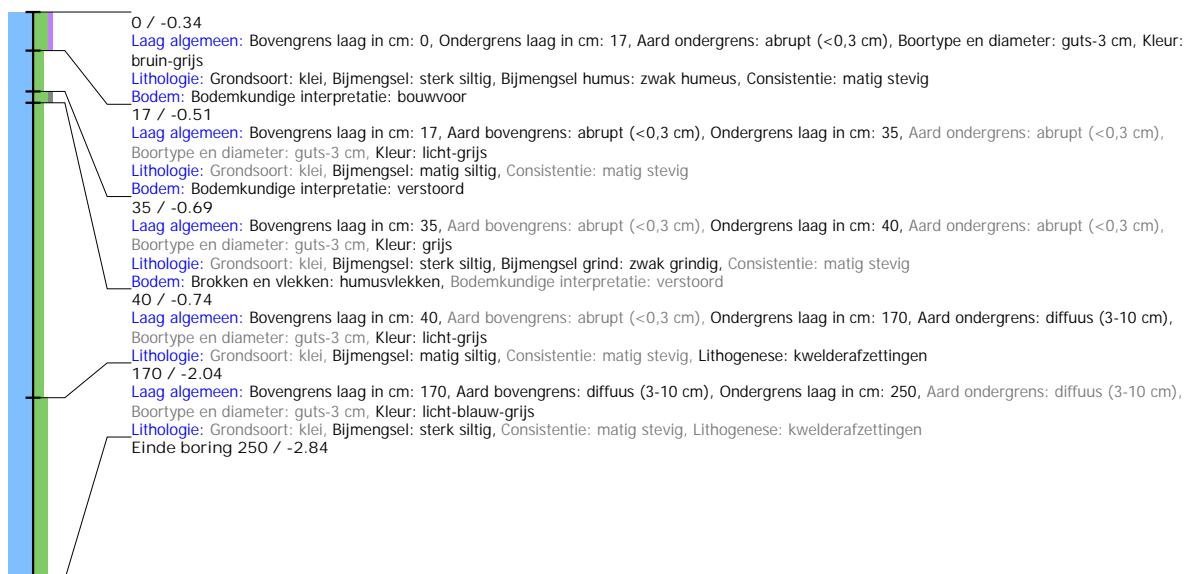 0 / -0.34
Laag algemeen: Bovengrens laag in cm: 0, Ondergrens laag in cm: 17, Aard ondergrens: abrupt (<0,3 cm), Boortype en diameter: guts-3 cm, Kleur:
bruin-grijs
Lithologie: Grondsoort: klei, Bijmengsel: sterk siltig, Bijmengsel humus: zwak humeus, Consistentie: matig stevig
Bodem: Bodemkundige interpretatie: bouwvoor
17 / -0.51
Laag algemeen: Bovengrens laag in cm: 17, Aard bovengrens: abrupt (<0,3 cm), Ondergrens laag in cm: 35, Aard ondergrens: abrupt (<0,3 cm),
Boortype en diameter: guts-3 cm, Kleur: licht-grijs
Lithologie: Grondsoort: klei, Bijmengsel: matig siltig, Consistentie: matig stevig
Bodem: Bodemkundige interpretatie: verstoord
35 / -0.69
Laag algemeen: Bovengrens laag in cm: 35, Aard bovengrens: abrupt (<0,3 cm), Ondergrens laag in cm: 40, Aard ondergrens: abrupt (<0,3 cm),
Boortype en diameter: guts-3 cm, Kleur: grijs
Lithologie: Grondsoort: klei, Bijmengsel: sterk siltig, Bijmengsel grind: zwak grindig, Consistentie: matig stevig
Bodem: Brokken en vlekken: humusvlekken, Bodemkundige interpretatie: verstoord
40 / -0.74
Laag algemeen: Bovengrens laag in cm: 40, Aard bovengrens: abrupt (<0,3 cm), Ondergrens laag in cm: 170, Aard ondergrens: diffuus (3-10 cm),
Boortype en diameter: guts-3 cm, Kleur: licht-grijs
Lithologie: Grondsoort: klei, Bijmengsel: matig siltig, Consistentie: matig stevig, Lithogenese: kwelderafzettingen
170 / -2.04
Laag algemeen: Bovengrens laag in cm: 170, Aard bovengrens: diffuus (3-10 cm), Ondergrens laag in cm: 250, Aard ondergrens: diffuus (3-10 cm),
Boortype en diameter: guts-3 cm, Kleur: licht-blauw-grijs
Lithologie: Grondsoort: klei, Bijmengsel: sterk siltig, Consistentie: matig stevig, Lithogenese: kwelderafzettingen
Einde boring 250 / -2.84